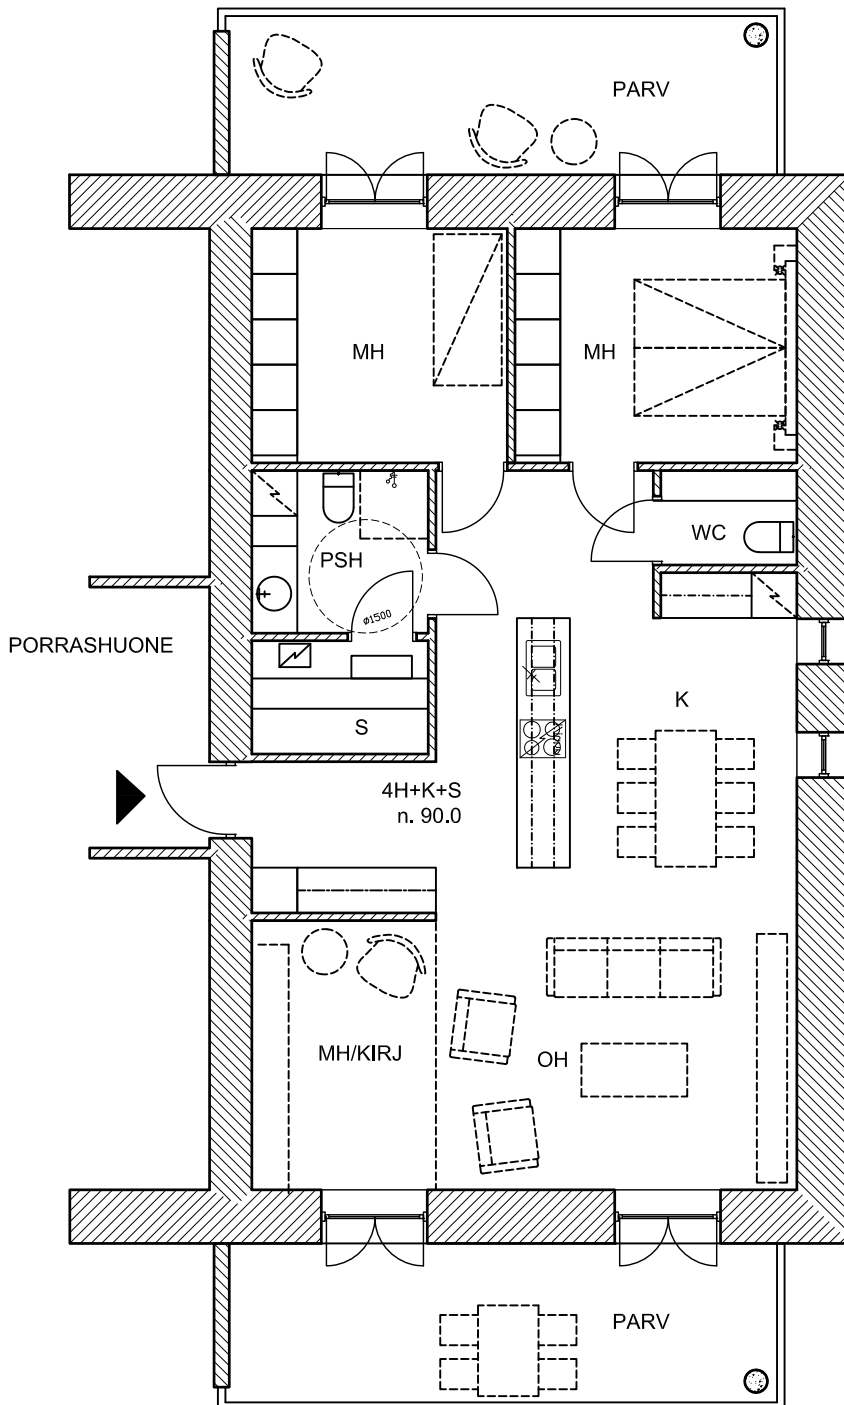 PARV
MH
MH
PSH
WC
ø1500
PORRASHUONE
S
K
4H+K+S
n. 90.0
MH/KIRJ
OH
PARV